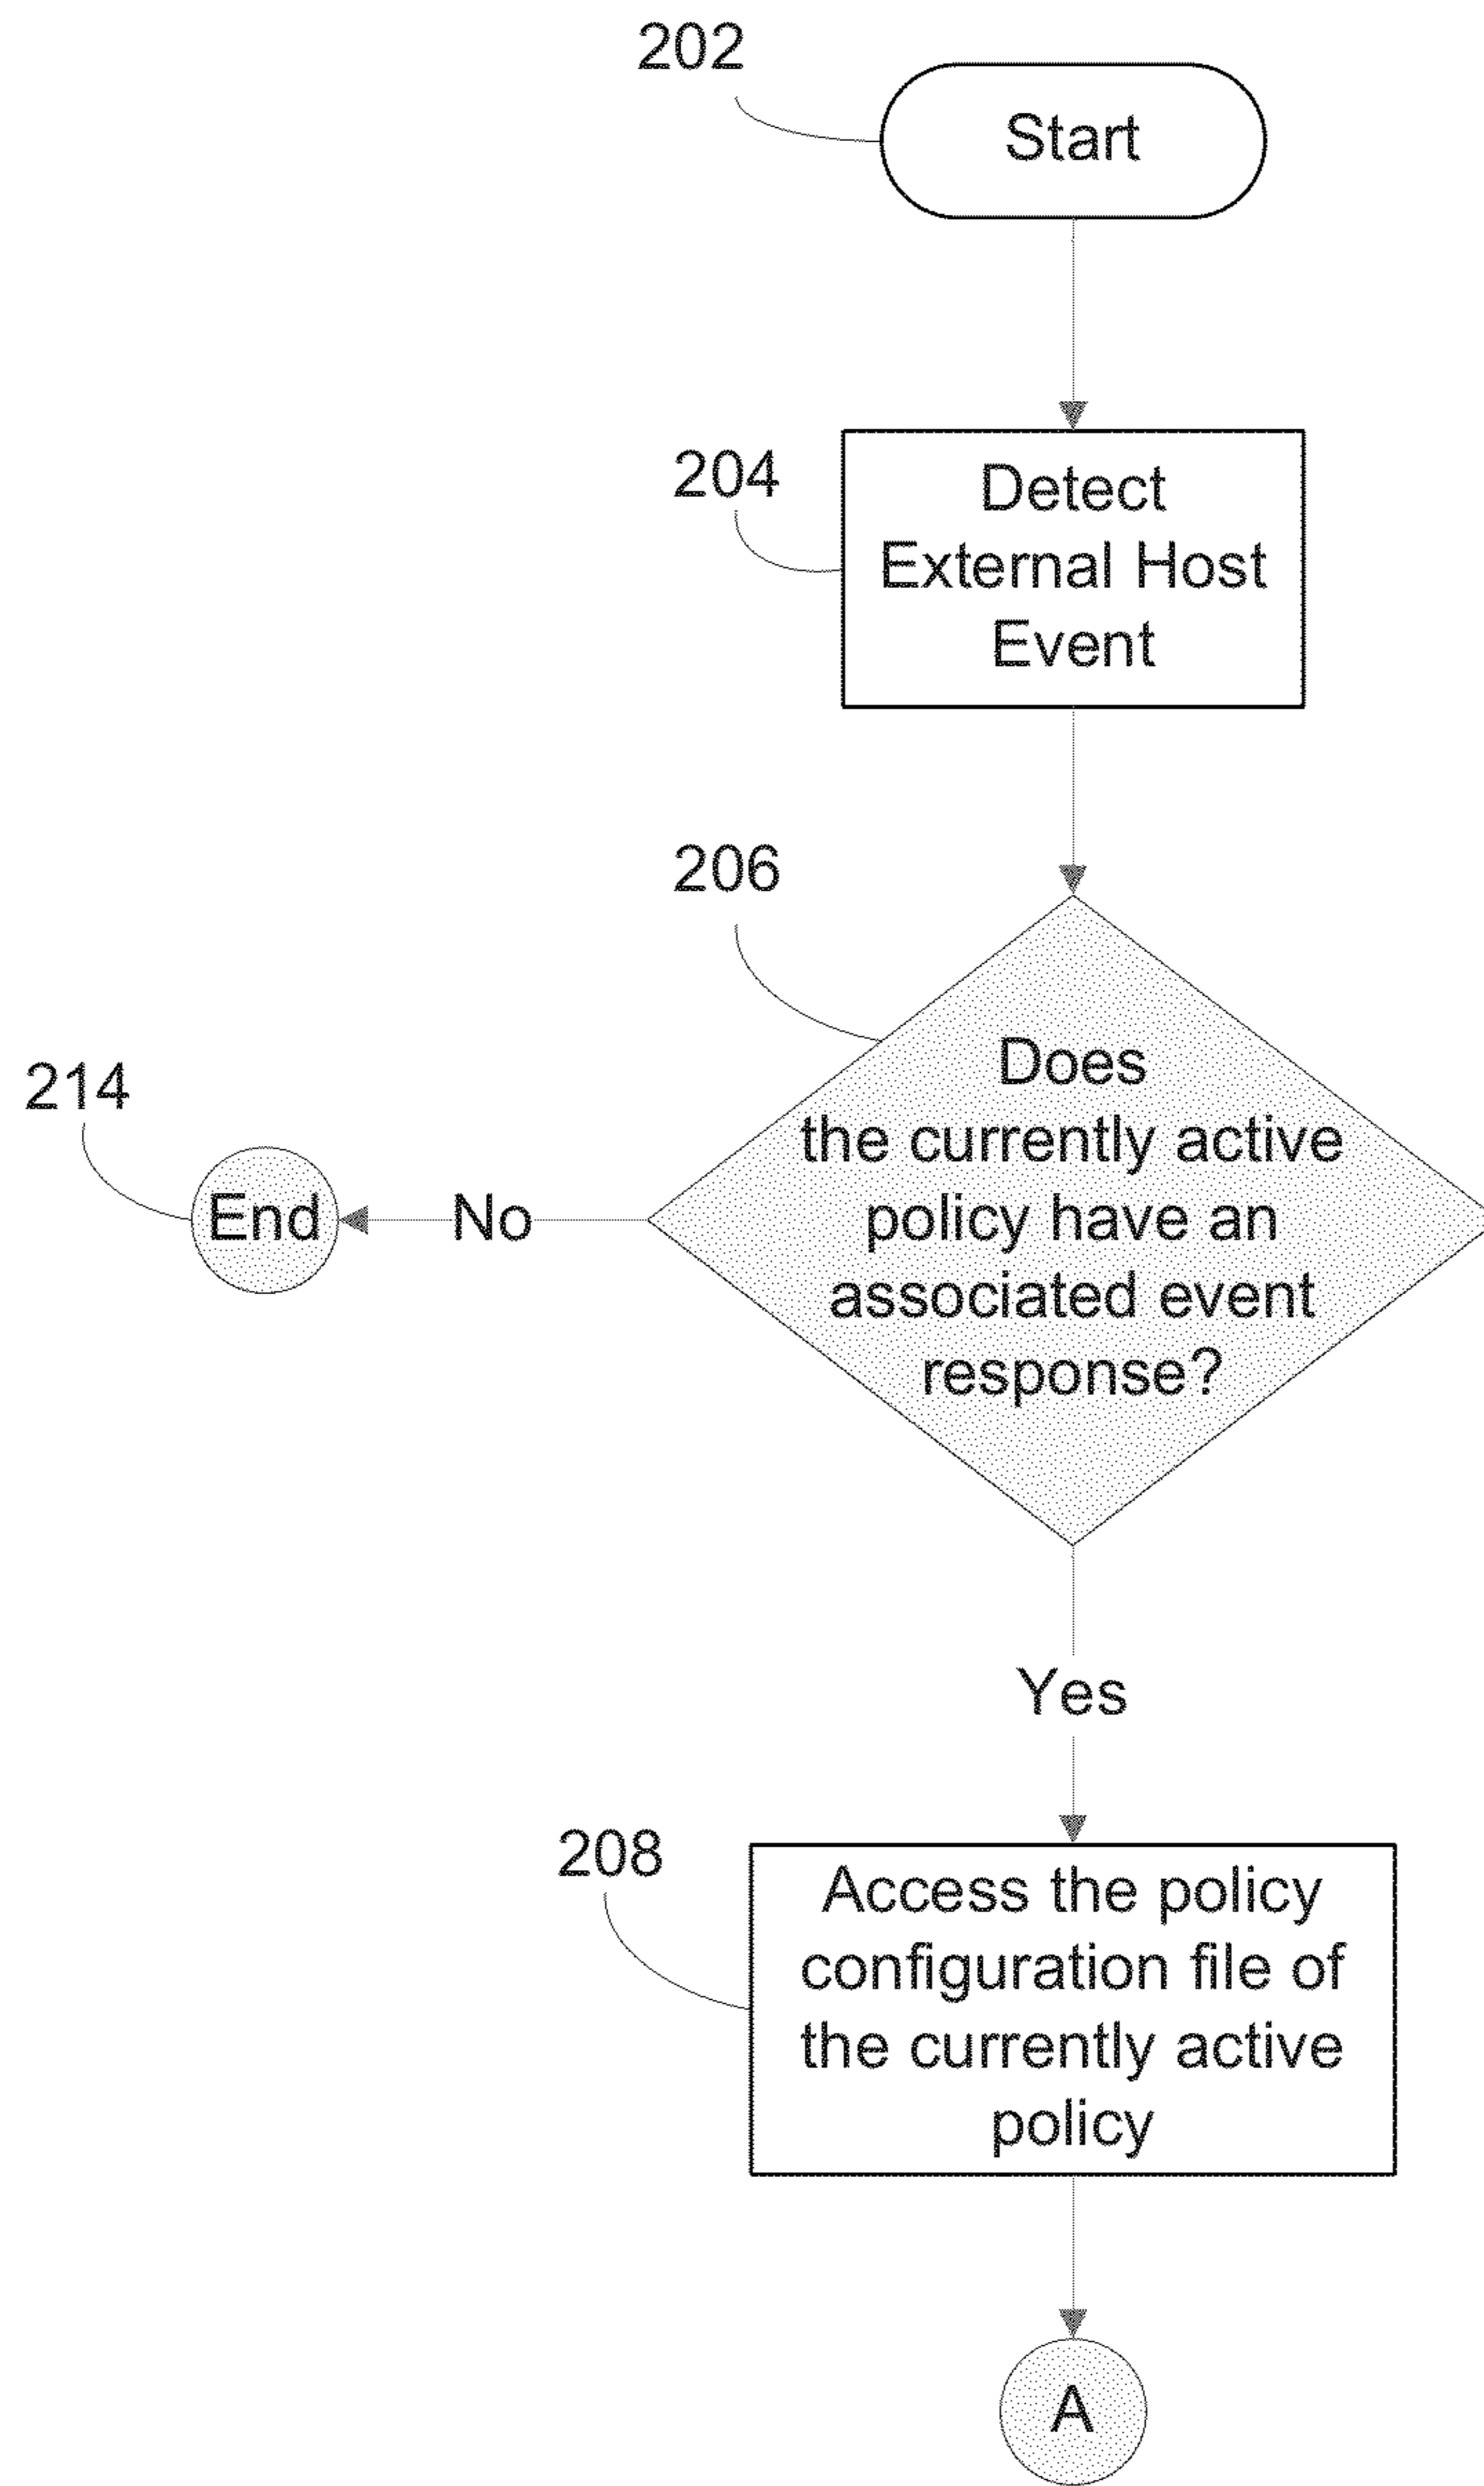 202
Start
204
Detect
External Host
Event
206
Does
the currently active
policy have an
associated event
response?
214
End
No
Yes
208
Access the policy
configuration file of
the currently active
policy
A